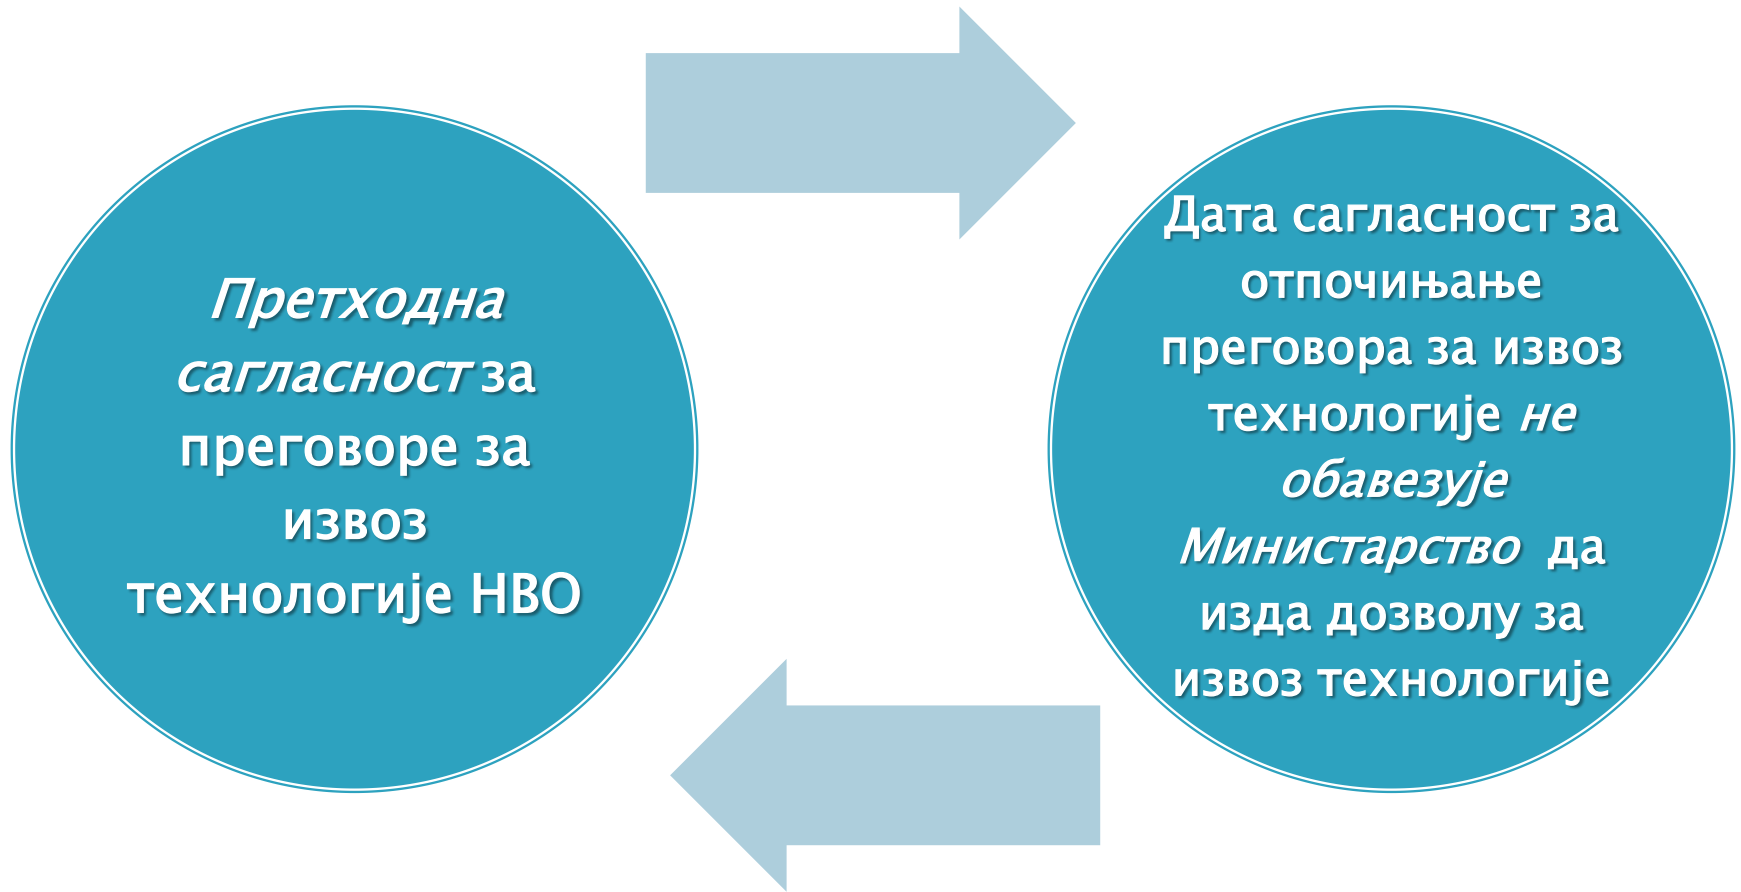 Претходна
сагласност за
преговоре за
извоз
технологије НВО
Дата сагласност за
отпочињање
преговора за извоз
технологије не
обавезује
Министарство да
изда дозволу за
извоз технологије